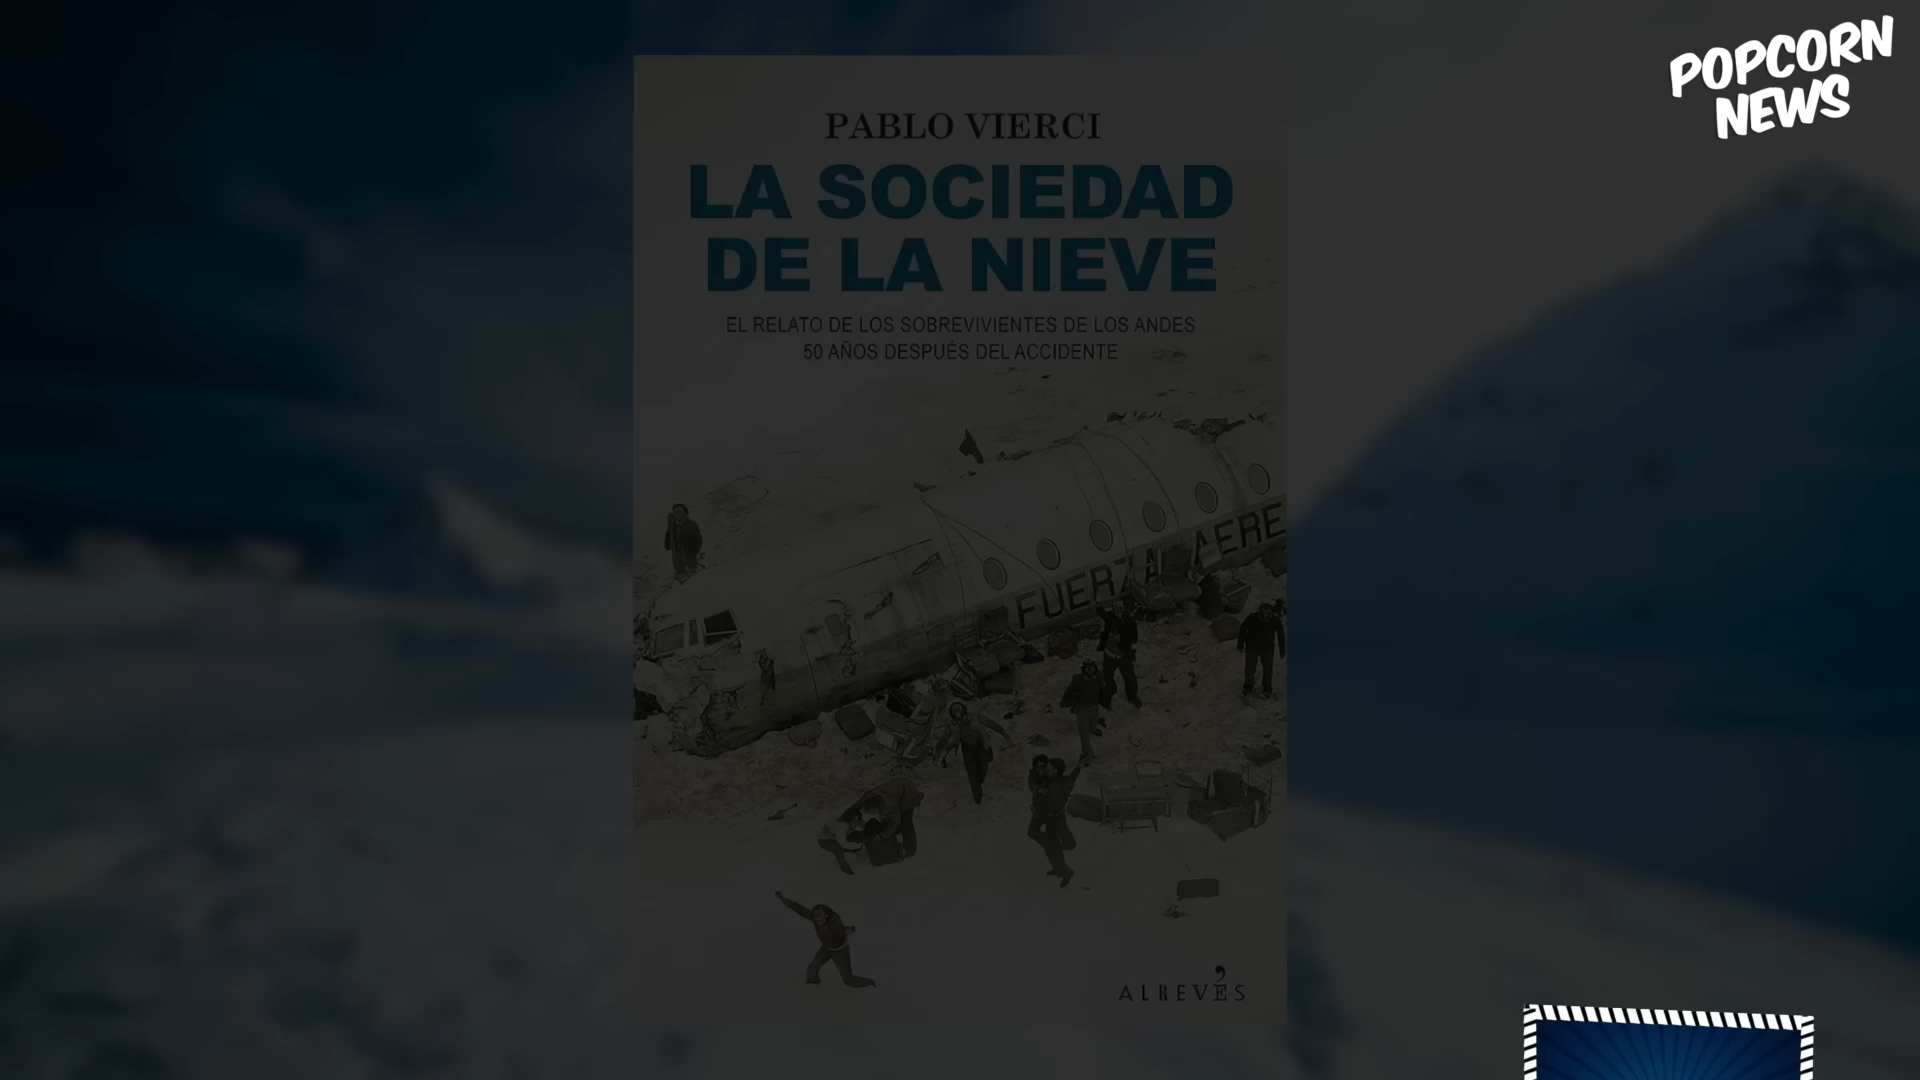 POPCORN
NEWS
PABLO VIERCI
LA SOCIEDAD
DE LA NIEVE
EL RELATO DE LOS SOBREVIVIENTES DE LOS ANDES
50 AÑOS DESPUÉS DEL ACCIDENTE
FUERZA AERE
ALREVÉS